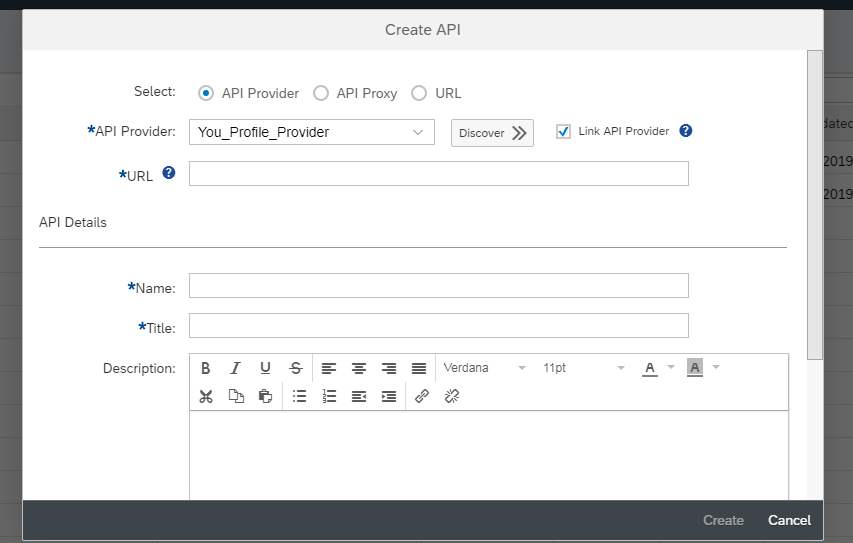 Create API
Select: API Provider API Proxy URL
*API Provider: You_Profile_Provider Discover Link API Provider ?
*URL ?
API Details
*Name:
*Title:
Description: B I U S Verdana 11pt A A
Create Cancel
2019
2019